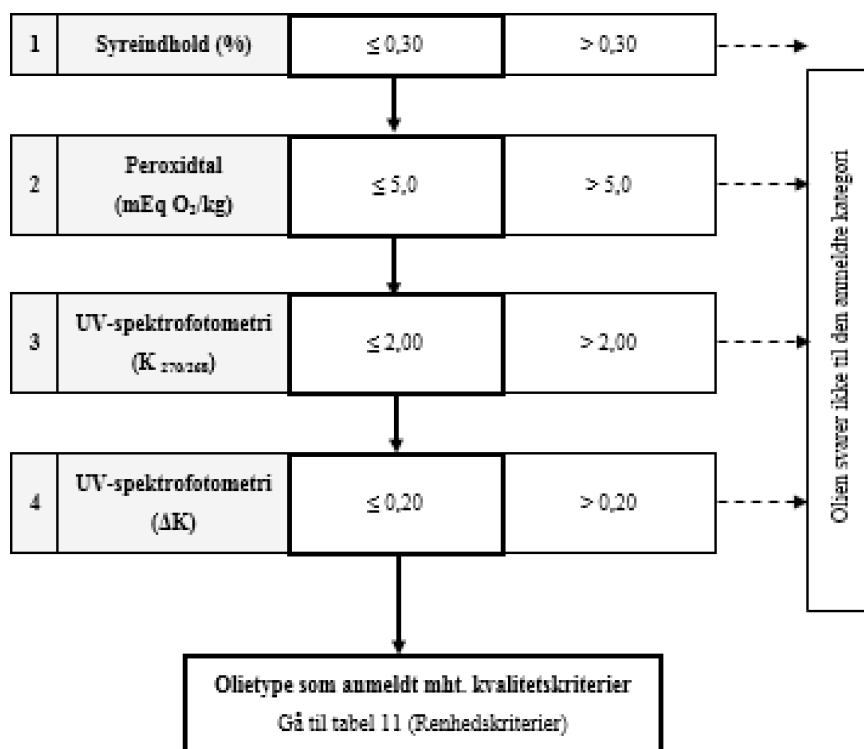 1 Syreindhold (%) ≤ 0,30 > 0,30
2 Peroxidtal (mEq O₂/kg) ≤ 5,0 > 5,0
3 UV-spektrofotometri (K 270/268) ≤ 2,00 > 2,00
4 UV-spektrofotometri (ΔK) ≤ 0,20 > 0,20
Olien svarer ikke til den anmeldte kategori
Olietype som anmeldt mht. kvalitetskriterier
Gå til tabel 11 (Renhedskriterier)